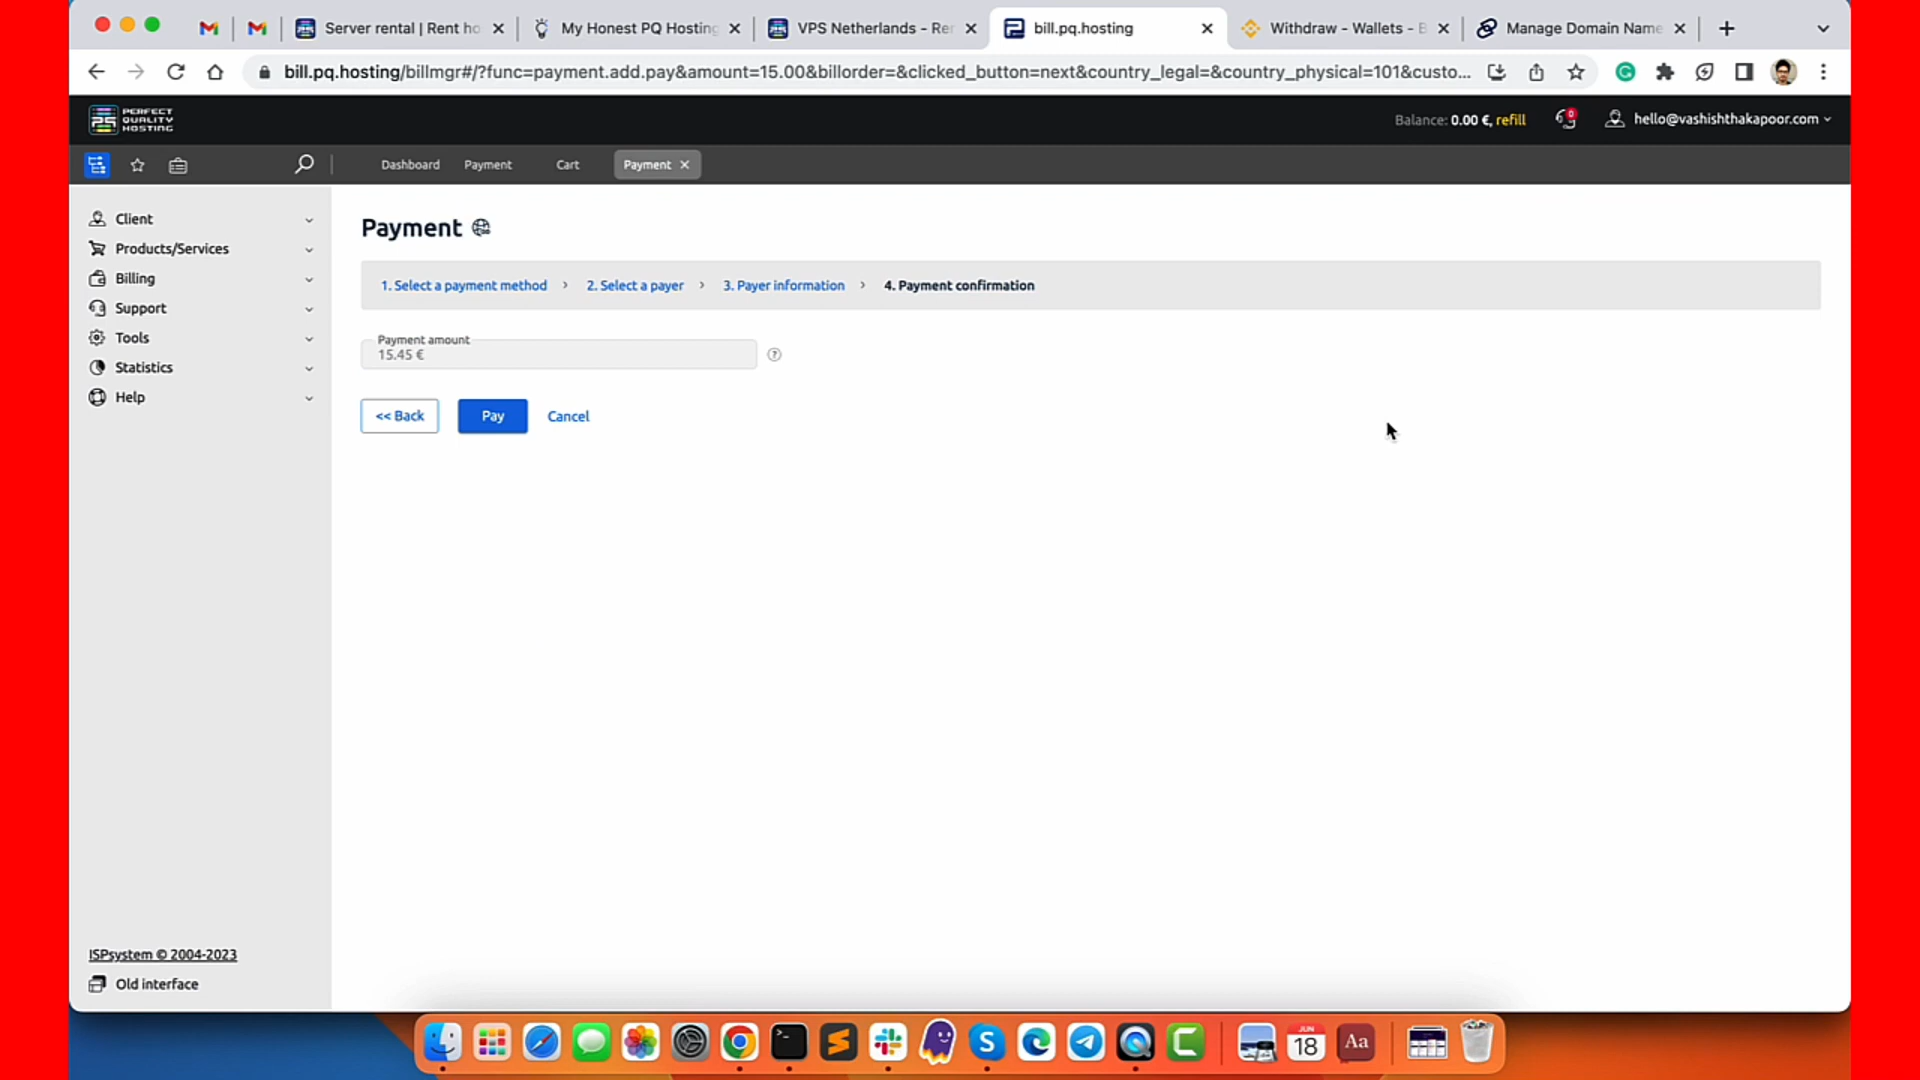 Server rental | Rent ho
My Honest PQ Hosting
VPS Netherlands - Ren
bill.pq.hosting
Withdraw - Wallets - B
Manage Domain Name
bill.pq.hosting/billmgr#/?func=payment.add.pay&amount=15.00&billorder=&clicked_button=next&country_legal=&country_physical=101&custo...
PERFECT
QUALITY
HOSTING
Balance: 0.00 €, refill
0
hello@vashishthakapoor.com
Dashboard
Payment
Cart
Payment
Client
Products/Services
Billing
Support
Tools
Statistics
Help
Payment
1. Select a payment method
2. Select a payer
3. Payer information
4. Payment confirmation
Payment amount
15.45 €
<< Back
Pay
Cancel
ISPsystem © 2004-2023
Old interface
JUN
18
Aa